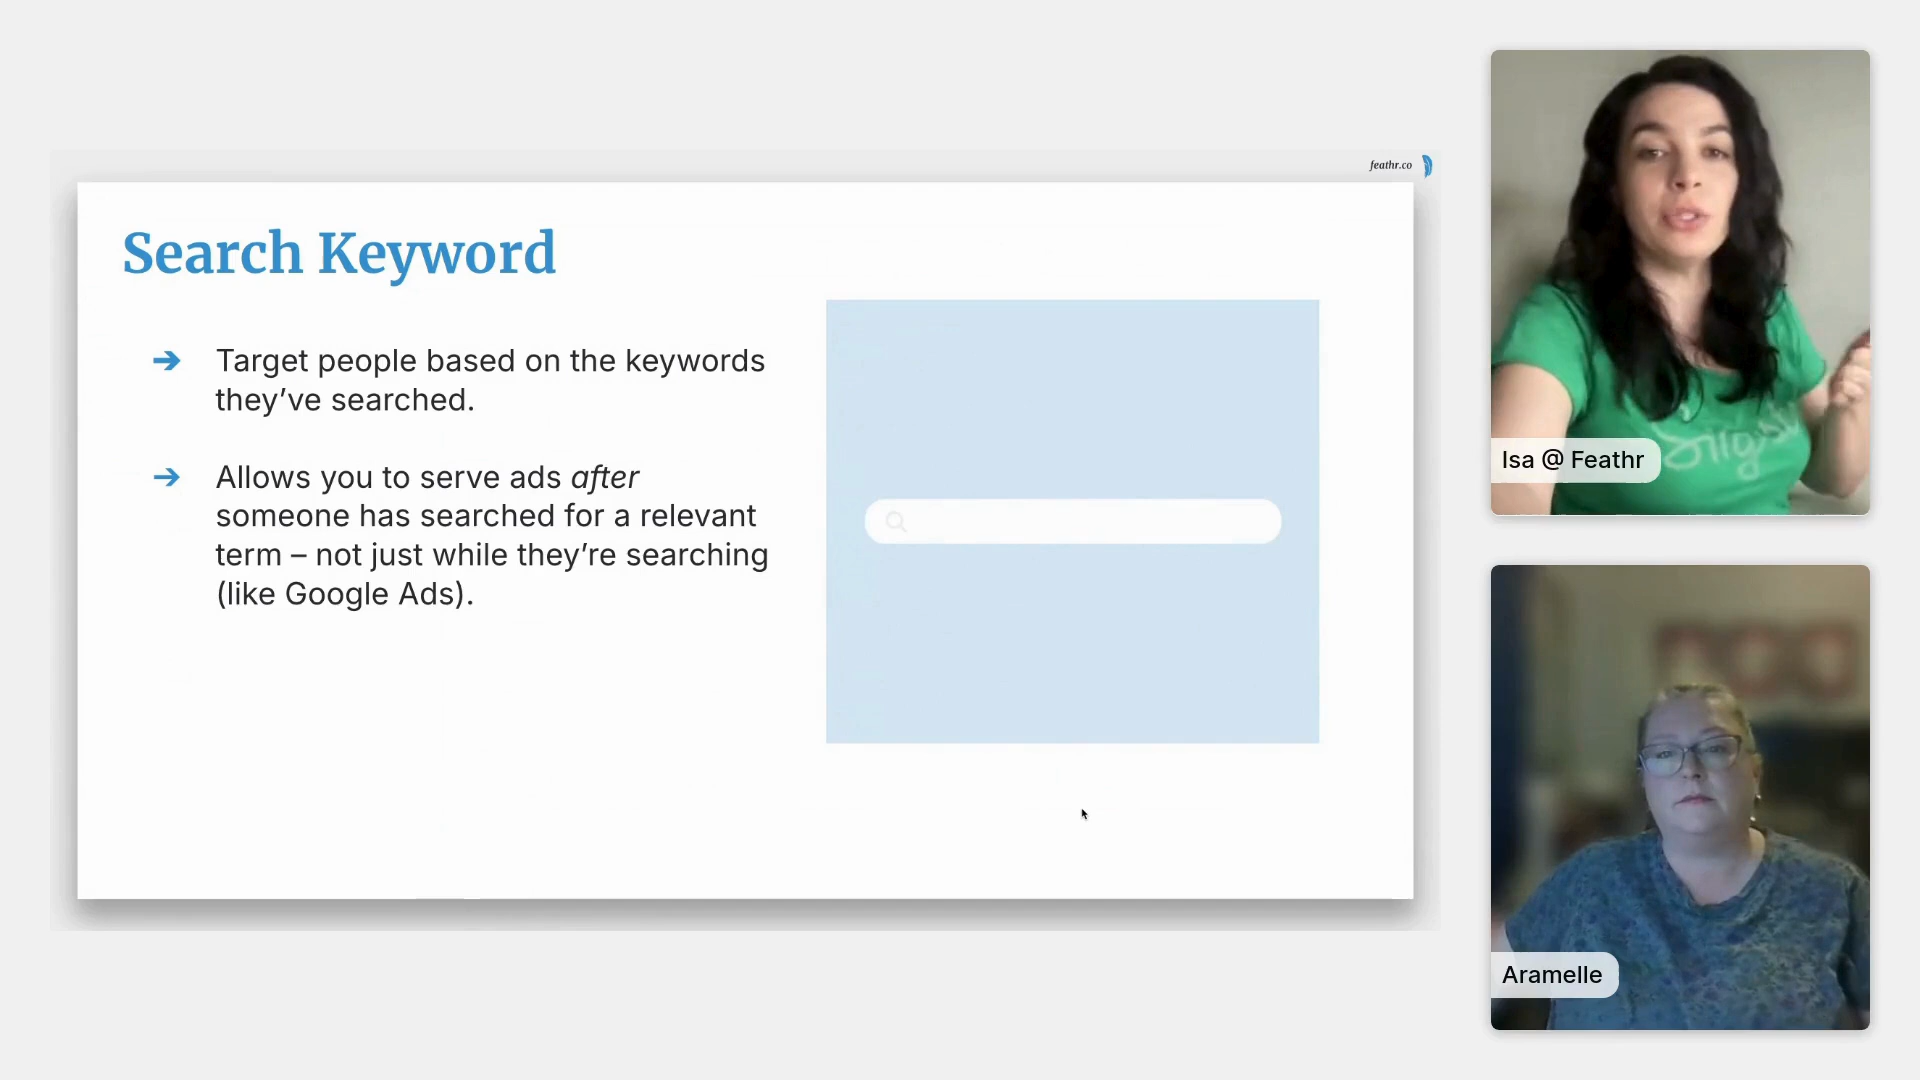 feathr.co
Search Keyword
➔ Target people based on the keywords
they’ve searched.
➔ Allows you to serve ads after
someone has searched for a relevant
term – not just while they’re searching
(like Google Ads).
Isa @ Feathr
Aramelle